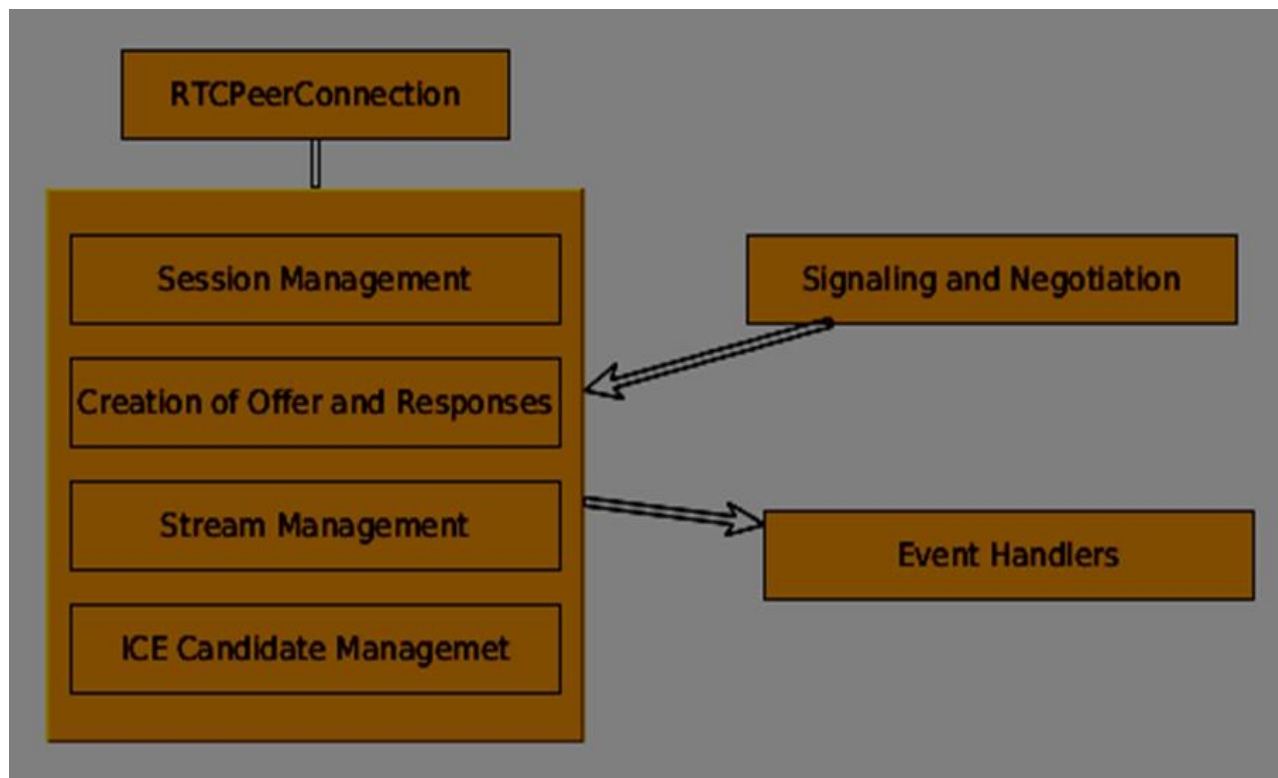 RTCPeerConnection
Session Management
Signaling and Negotiation
Creation of Offer and Responses
Stream Management
Event Handlers
ICE Candidate Managemet